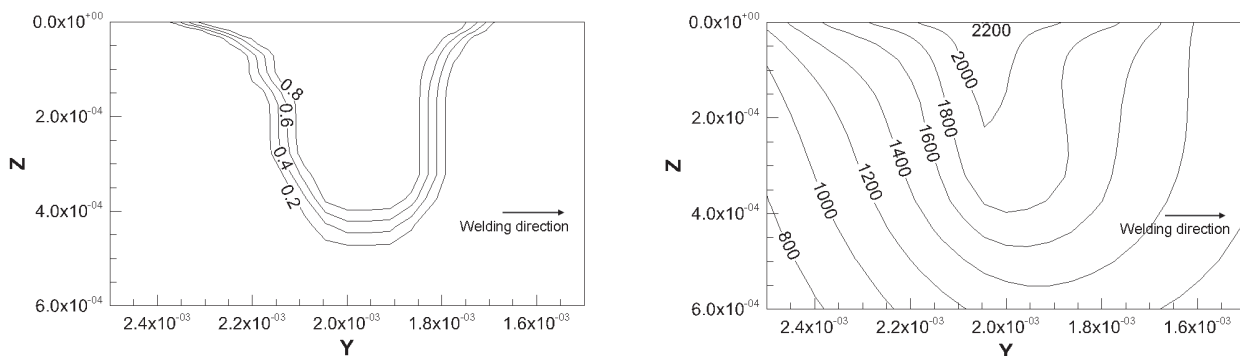 0.0x10+00
2.0x10-04
4.0x10-04
6.0x10-04
Z
0.8
0.6
0.4
0.2
Welding direction
2.4x10-03
2.2x10-03
2.0x10-03
1.8x10-03
1.6x10-03
Y
0.0x10+00
2.0x10-04
4.0x10-04
6.0x10-04
Z
2200
2000
1800
1600
1400
1200
1000
800
Welding direction
2.4x10-03
2.2x10-03
2.0x10-03
1.8x10-03
1.6x10-03
Y